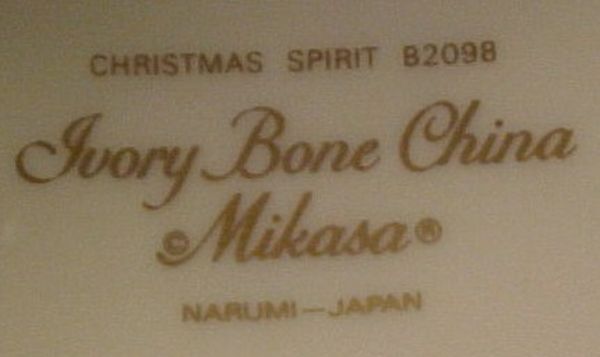 CHRISTMAS SPIRIT B2098
Ivory Bone China
©Mikasa®
NARUMI—JAPAN